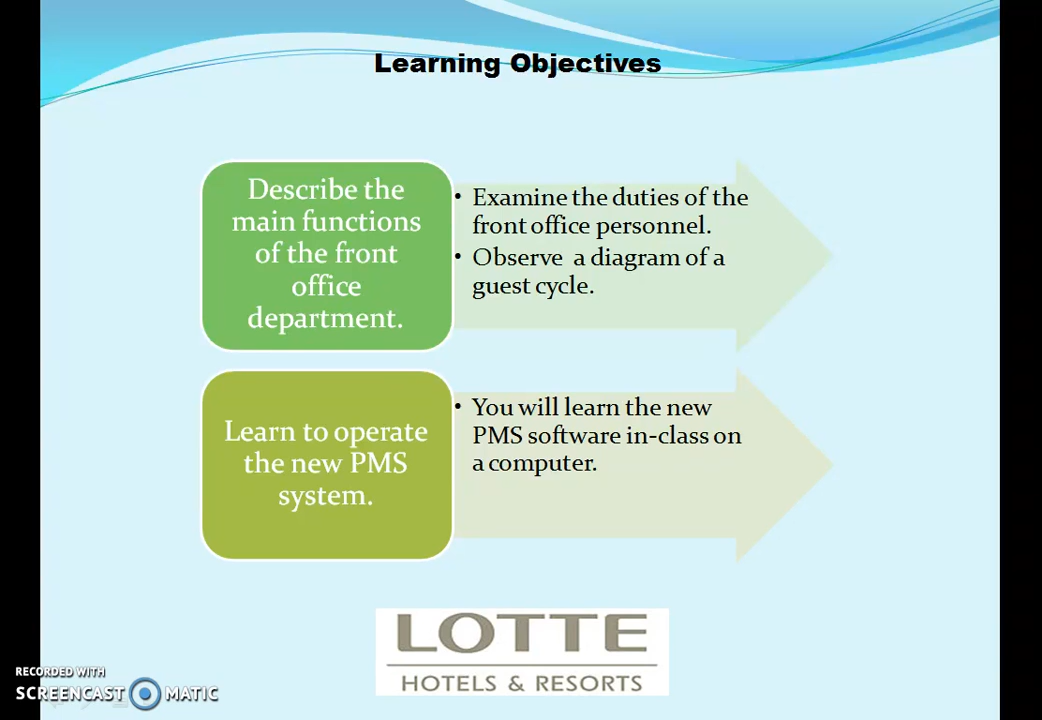 Learning Objectives
Describe the
main functions
of the front
office
department.
• Examine the duties of the
front office personnel.
• Observe a diagram of a
guest cycle.
Learn to operate
the new PMS
system.
• You will learn the new
PMS software in-class on
a computer.
LOTTE
HOTELS & RESORTS
RECORDED WITH
SCREENCAST MATIC